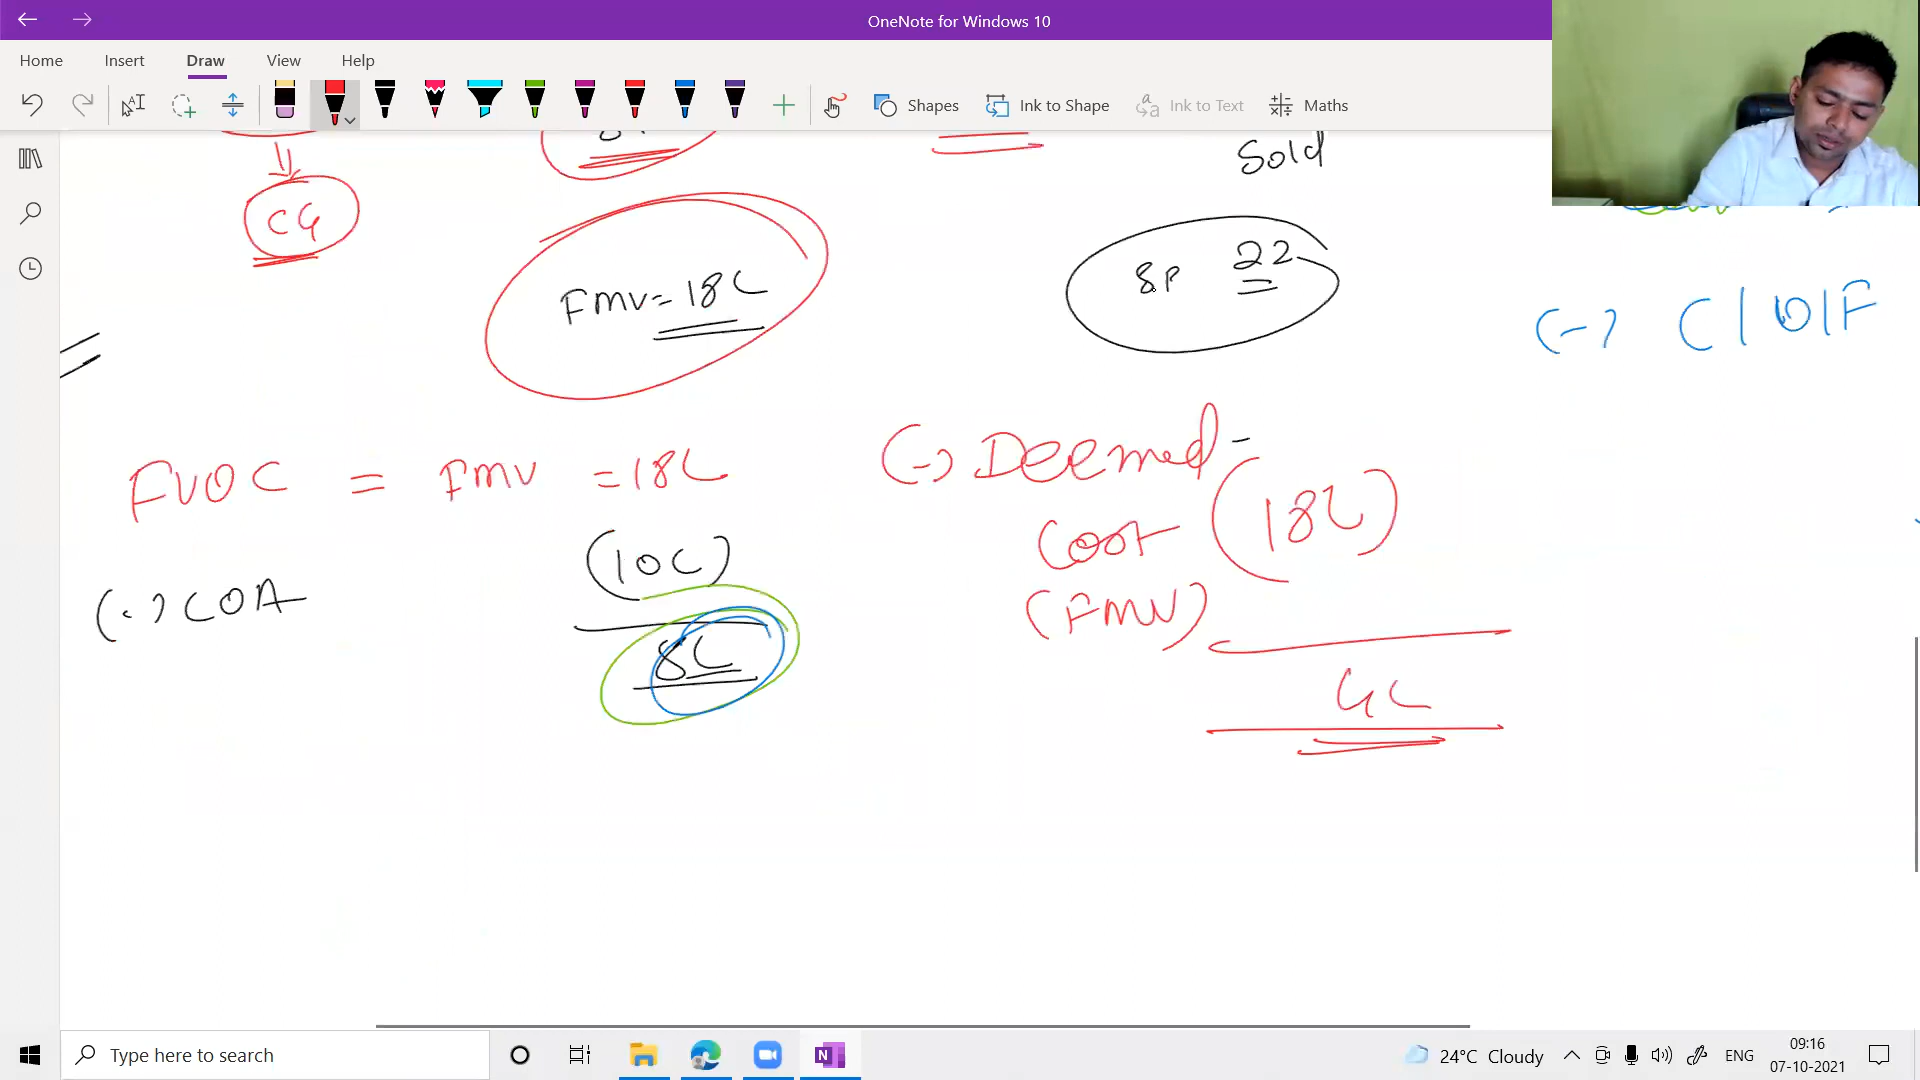 OneNote for Windows 10
Home Insert Draw View Help
Shapes Ink to Shape Ink to Text Maths
Sold
CG
FMV = 18L
SP 22
(-) C/O/F
FVOC = FMV = 18L
(-) Deemed
Cost (18L)
(FMV)
(10L)
(-) COA
8L
4L
Type here to search
24°C Cloudy ENG 09:16
07-10-2021